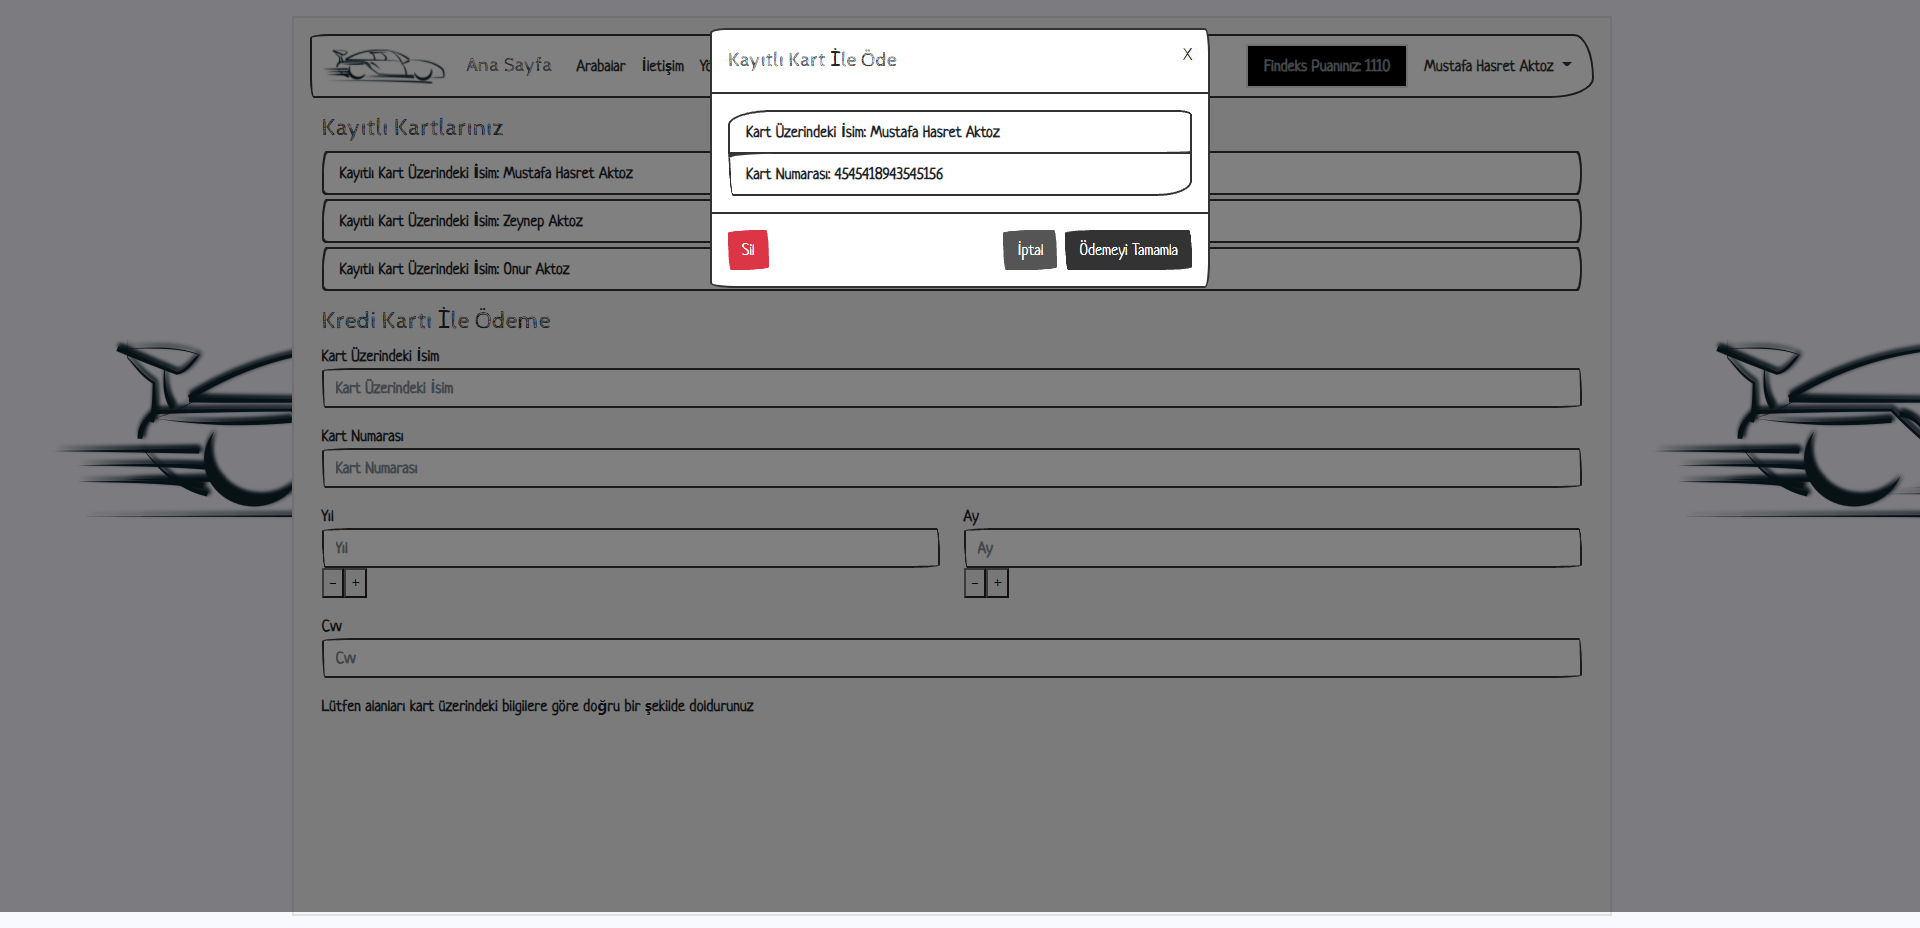 Ana Sayfa Arabalar İletişim Findeks Puanınız: 1110 Mustafa Hasret Aktoz
Kayıtlı Kart İle Öde X
Kart Üzerindeki İsim: Mustafa Hasret Aktoz
Kart Numarası: 4545418943545156
Sil İptal Ödemeyi Tamamla
Kayıtlı Kartlarınız
Kayıtlı Kart Üzerindeki İsim: Mustafa Hasret Aktoz
Kayıtlı Kart Üzerindeki İsim: Zeynep Aktoz
Kayıtlı Kart Üzerindeki İsim: Onur Aktoz
Kredi Kartı İle Ödeme
Kart Üzerindeki İsim
Kart Üzerindeki İsim
Kart Numarası
Kart Numarası
Yıl Ay
Yıl Ay
- + - +
Cvv
Cvv
Lütfen alanları kart üzerindeki bilgilere göre doğru bir şekilde doldurunuz